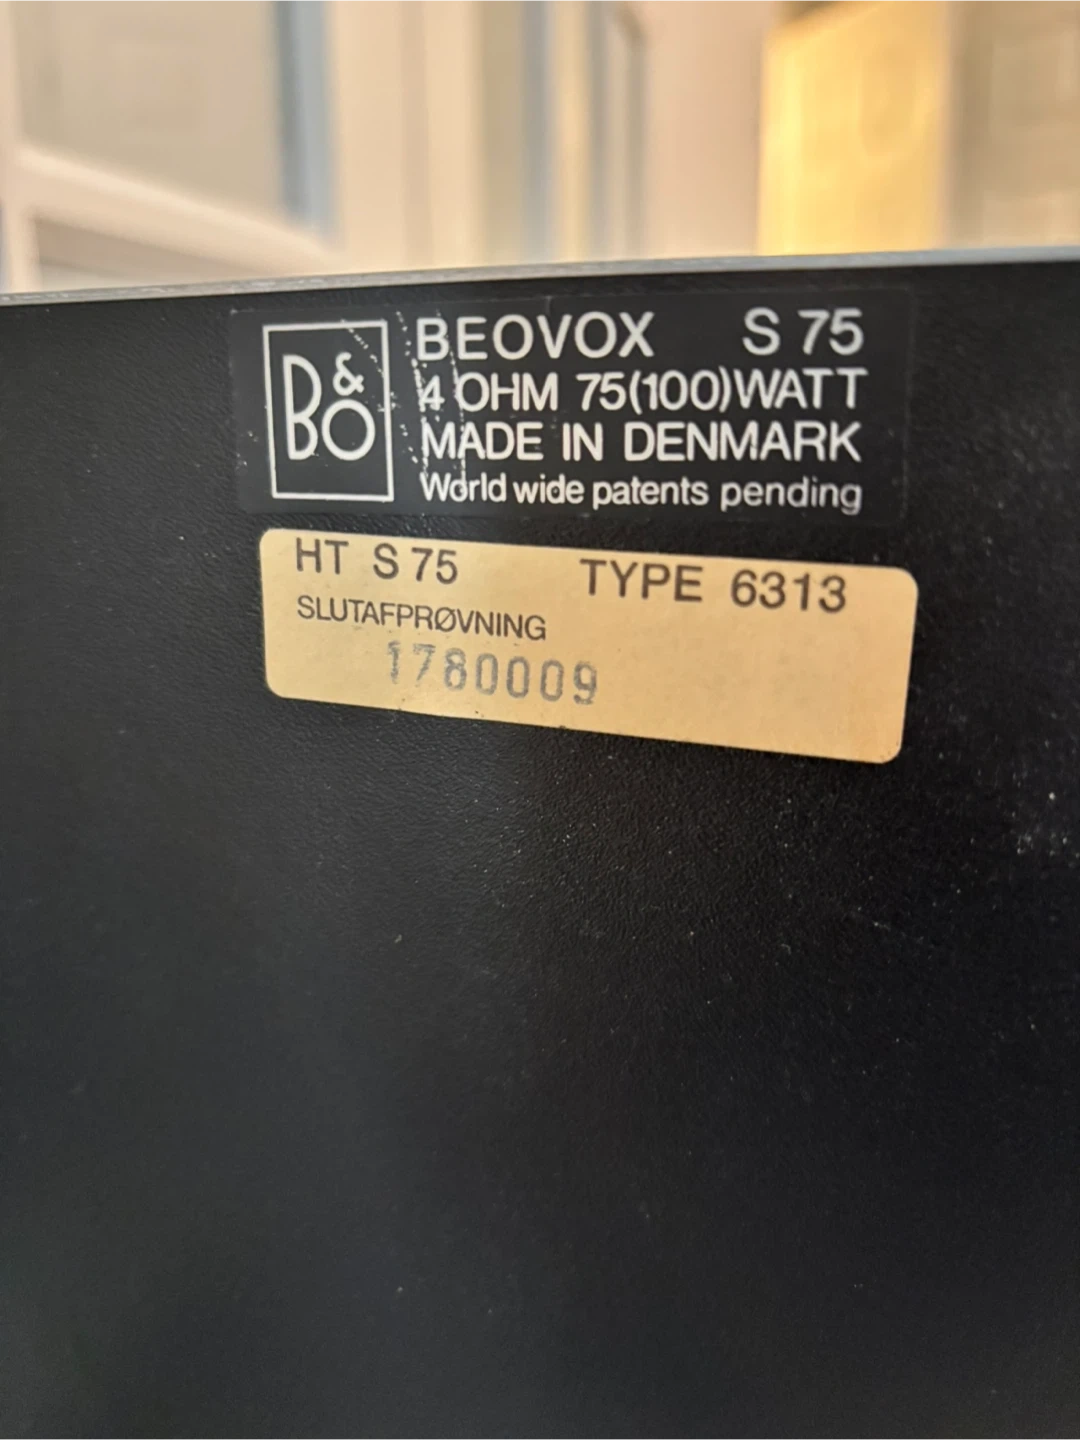 B&O
BEOVOX S 75
4 OHM 75(100)WATT
MADE IN DENMARK
World wide patents pending
HT S 75 TYPE 6313
SLUTAFPRØVNING
1780009